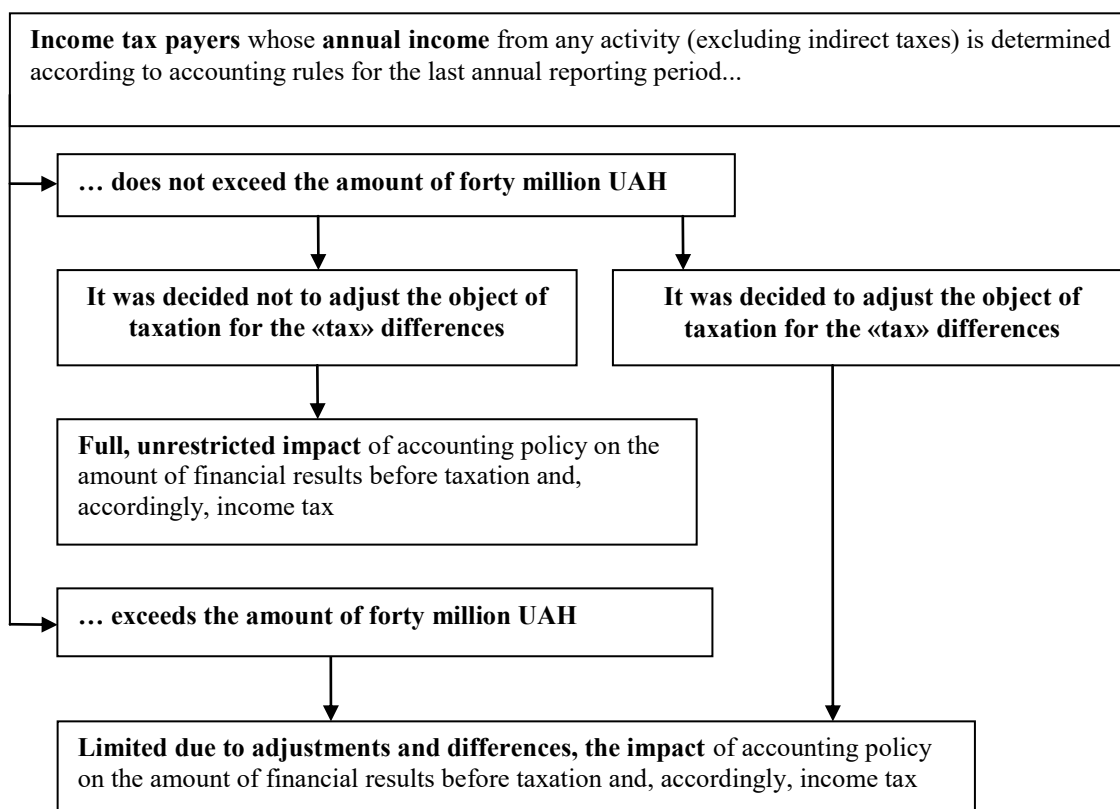 Income tax payers whose annual income from any activity (excluding indirect taxes) is determined
according to accounting rules for the last annual reporting period...
… does not exceed the amount of forty million UAH
It was decided not to adjust the object of
taxation for the «tax» differences
It was decided to adjust the object of
taxation for the «tax» differences
Full, unrestricted impact of accounting policy on the
amount of financial results before taxation and,
accordingly, income tax
… exceeds the amount of forty million UAH
Limited due to adjustments and differences, the impact of accounting policy
on the amount of financial results before taxation and, accordingly, income tax